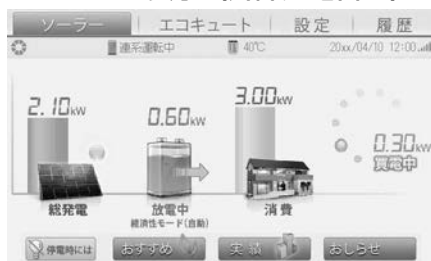 ソーラー エコキュート 設定 履歴
連系運転中 40℃ 20xx/04/10 12:00
2.10kW
0.60kW
3.00kW
0.30kW
買電中
総発電
放電中
経済性モード(自動)
消費
停電時には おすすめ 実績 おしらせ